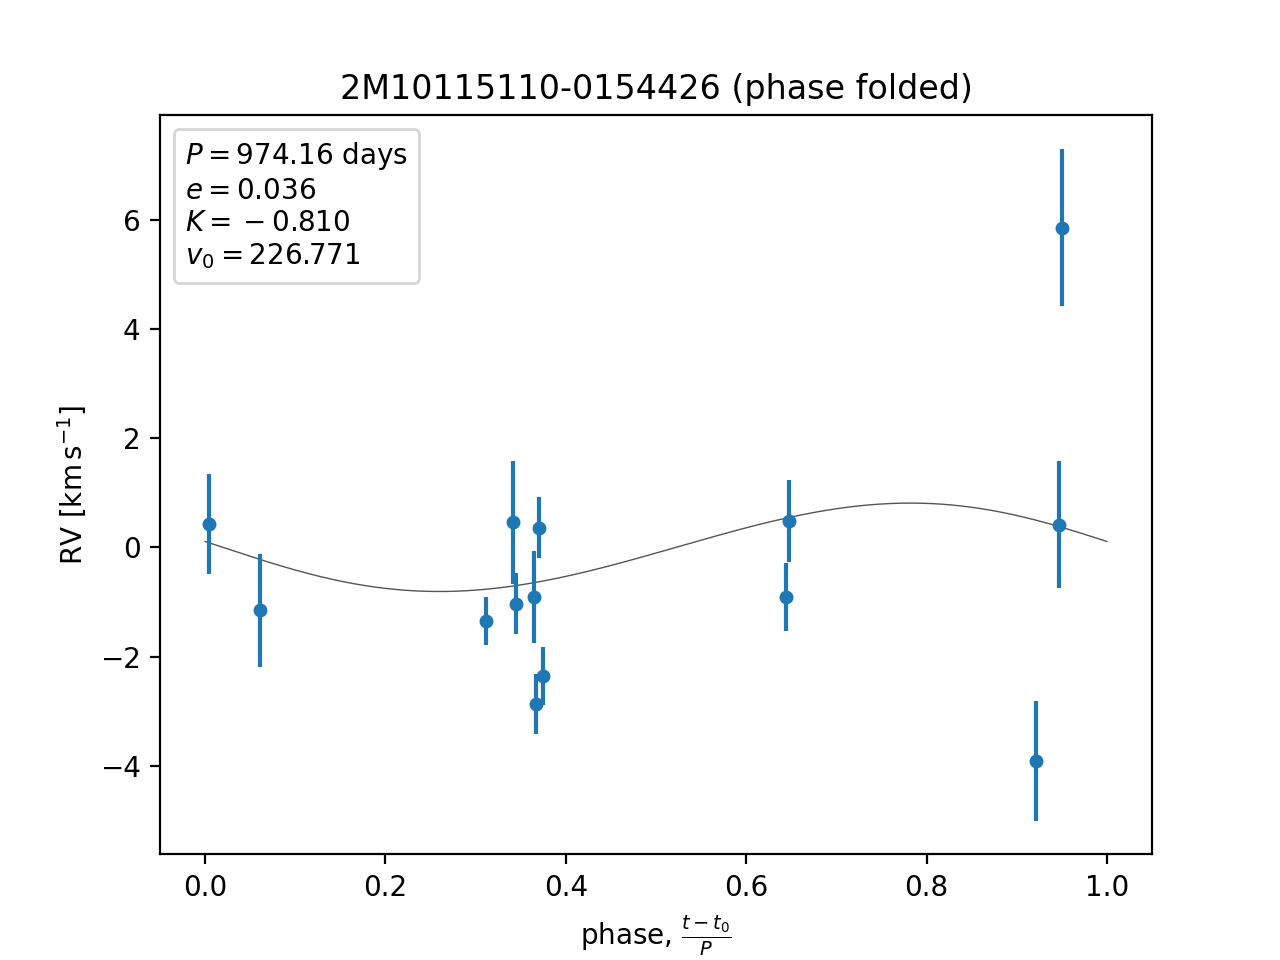 2M10115110-0154426 (phase folded)
P = 974.16 days
e = 0.036
K = −0.810
v₀ = 226.771
6
4
2
0
−2
−4
RV [km s⁻¹]
0.0 0.2 0.4 0.6 0.8 1.0
phase, (t − t₀)/P